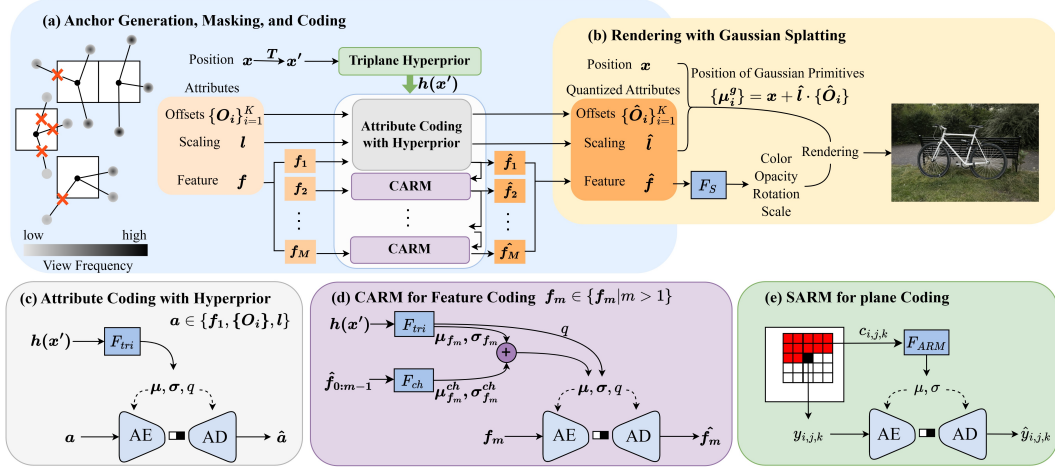 (a) Anchor Generation, Masking, and Coding
Position x T x′
Triplane Hyperprior
h(x′)
Attributes
Offsets {O_i}_{i=1}^K
Scaling l
Feature f
Attribute Coding
with Hyperprior
f_1
f_2
f_M
CARM
CARM
f̂_1
f̂_2
f̂_M
low high
View Frequency
(b) Rendering with Gaussian Splatting
Position x
Quantized Attributes
Offsets {Ô_i}_{i=1}^K
Scaling l̂
Feature f̂
Position of Gaussian Primitives
{μ_i^g} = x + l̂ · {Ô_i}
F_S
Color
Opacity
Rotation
Scale
Rendering
(c) Attribute Coding with Hyperprior
a ∈ {f_1, {O_i}, l}
h(x′) F_tri
μ, σ, q
a AE AD â
(d) CARM for Feature Coding f_m ∈ {f_m|m > 1}
h(x′) F_tri q
μ_{f_m}, σ_{f_m}
+
f̂_{0:m−1} F_ch
μ_{f_m}^{ch}, σ_{f_m}^{ch}
μ, σ, q
f_m AE AD f̂_m
(e) SARM for plane Coding
c_{i,j,k} F_ARM
μ, σ
y_{i,j,k} AE AD ŷ_{i,j,k}